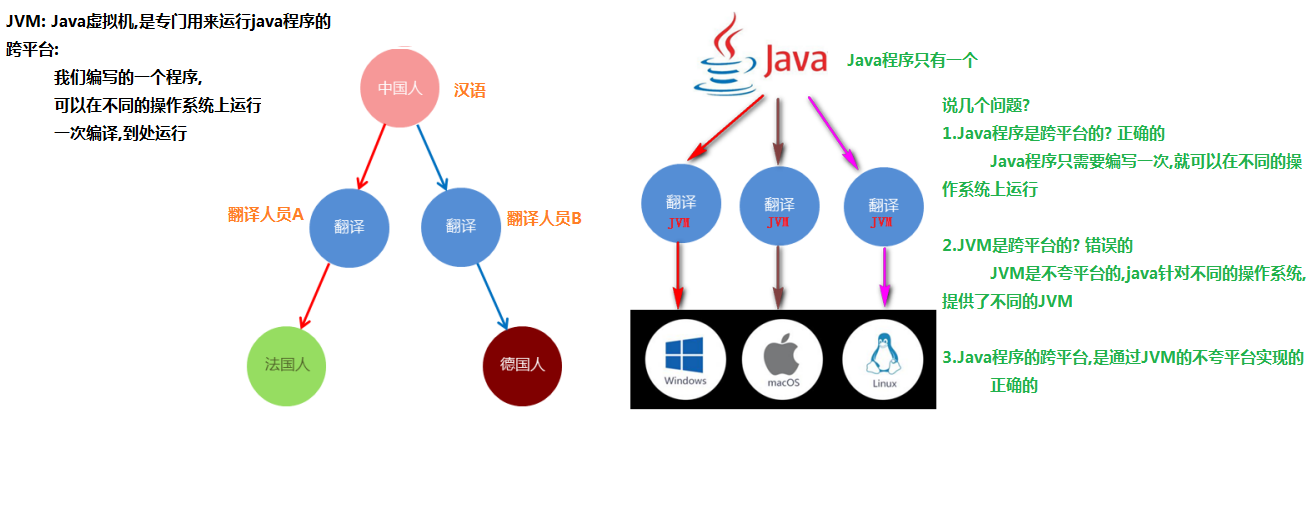 JVM: Java虚拟机,是专门用来运行java程序的
跨平台:
我们编写的一个程序,
可以在不同的操作系统上运行
一次编译,到处运行
中国人
汉语
翻译人员A
翻译
翻译
翻译人员B
法国人
德国人
Java
Java程序只有一个
翻译
JVM
翻译
JVM
翻译
JVM
Windows
macOS
Linux
说几个问题?
1.Java程序是跨平台的? 正确的
Java程序只需要编写一次,就可以在不同的操
作系统上运行
2.JVM是跨平台的? 错误的
JVM是不夸平台的,java针对不同的操作系统,
提供了不同的JVM
3.Java程序的跨平台,是通过JVM的不夸平台实现的
正确的